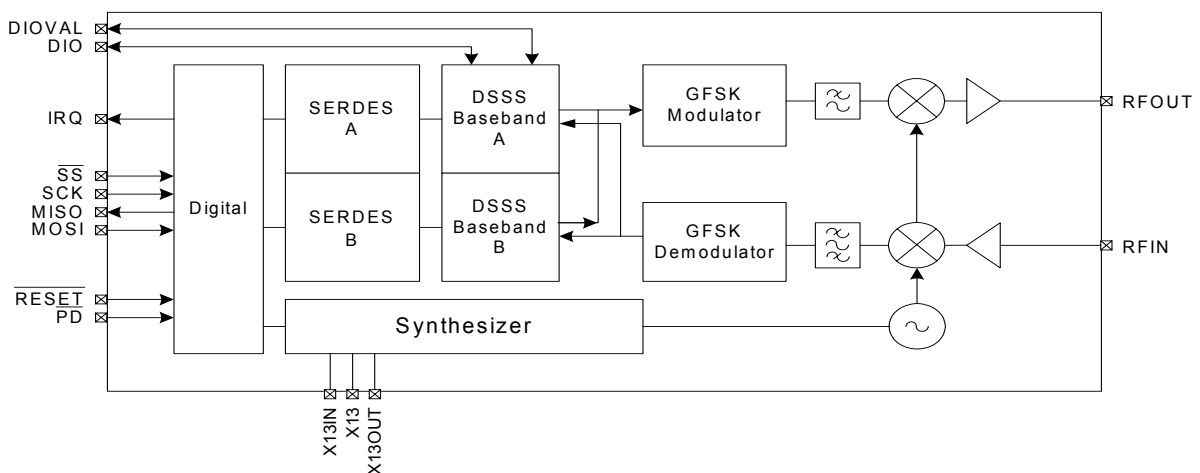 DIOVAL
DIO
IRQ
SS
SCK
MISO
MOSI
RESET
PD
Digital
SERDES
A
SERDES
B
DSSS
Baseband
A
DSSS
Baseband
B
GFSK
Modulator
GFSK
Demodulator
Synthesizer
RFOUT
RFIN
X13IN
X13
X13OUT